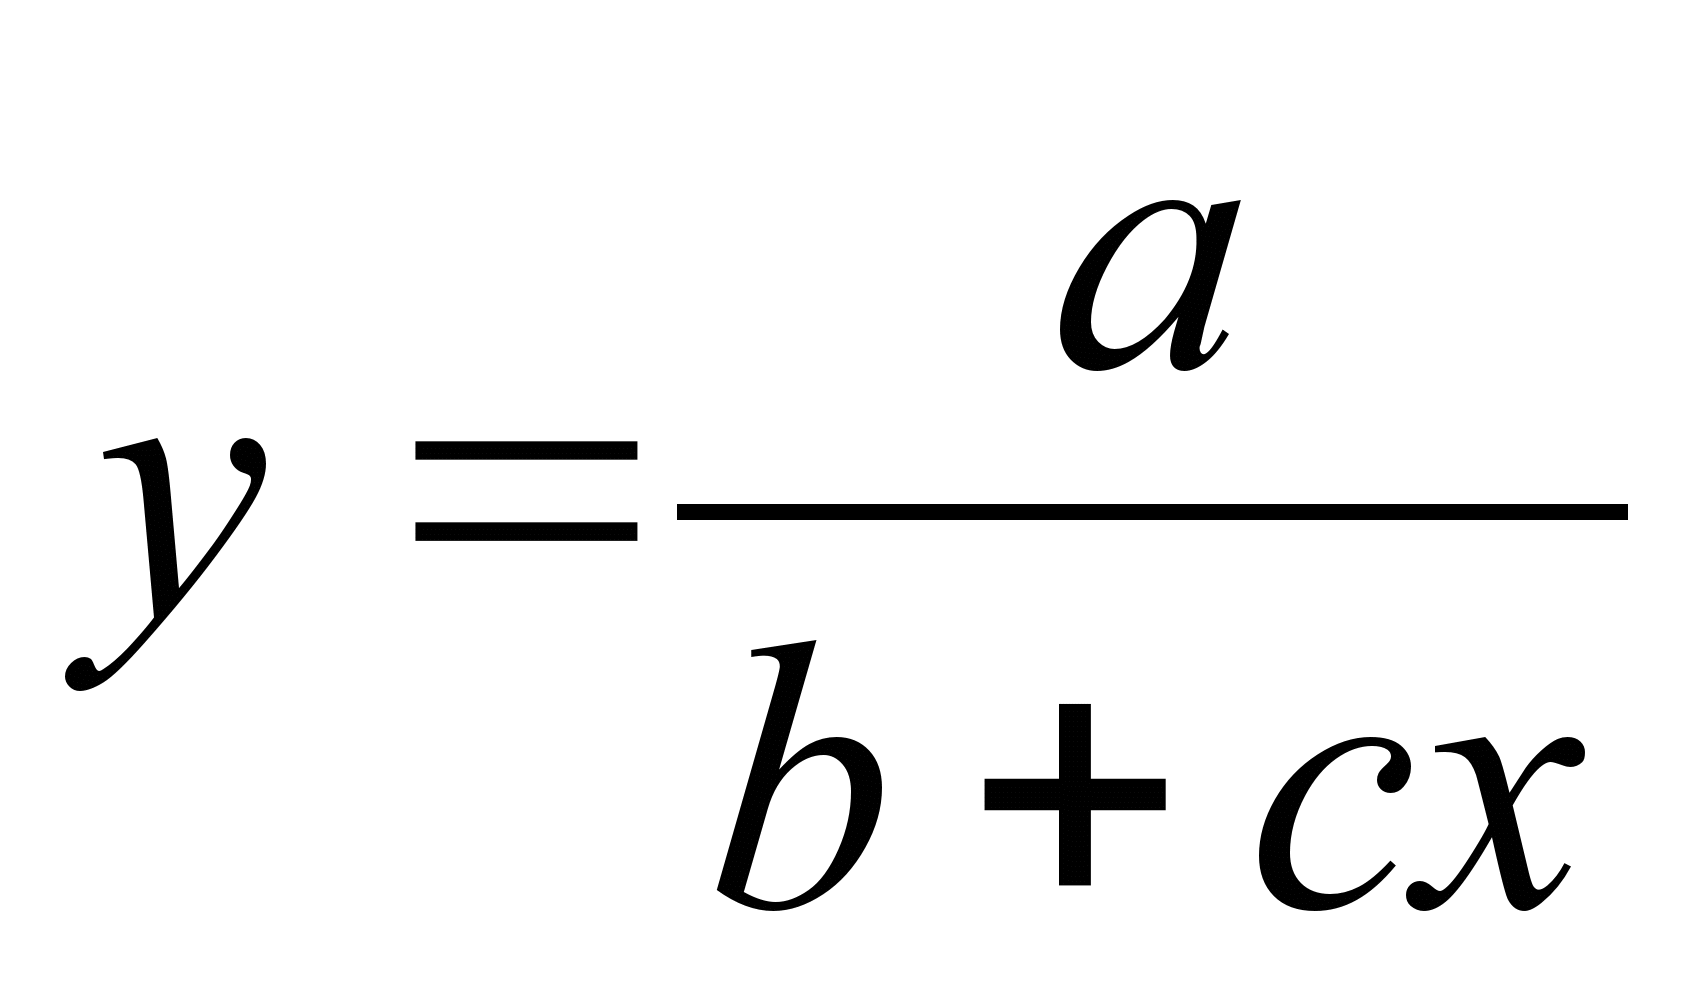 y = a / (b + cx)